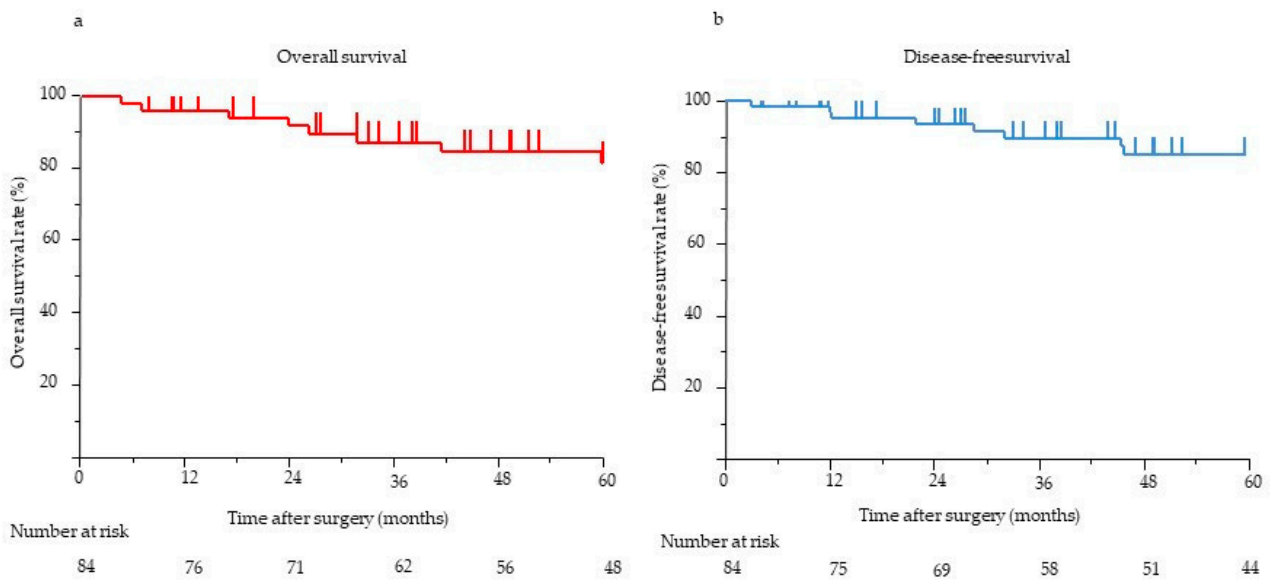 a
Overall survival
100
80
60
40
20
0 12 24 36 48 60
Overall survival rate (%)
Time after surgery (months)
Number at risk
84 76 71 62 56 48
b
Disease-freesurvival
100
80
60
40
20
0 12 24 36 48 60
Disease-free survival rate (%)
Time after surgery (months)
Number at risk
84 75 69 58 51 44